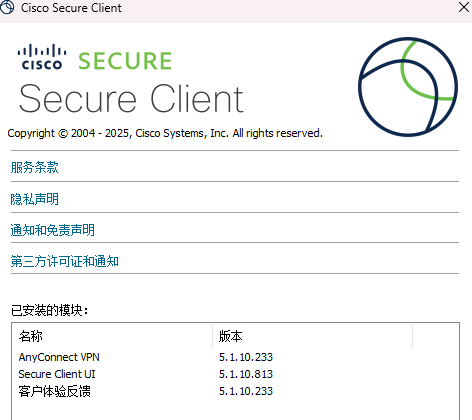 Cisco Secure Client
CISCO SECURE
Secure Client
Copyright © 2004 - 2025, Cisco Systems, Inc. All rights reserved.
服务条款
隐私声明
通知和免责声明
第三方许可证和通知
已安装的模块：
名称 版本
AnyConnect VPN 5.1.10.233
Secure Client UI 5.1.10.813
客户体验反馈 5.1.10.233